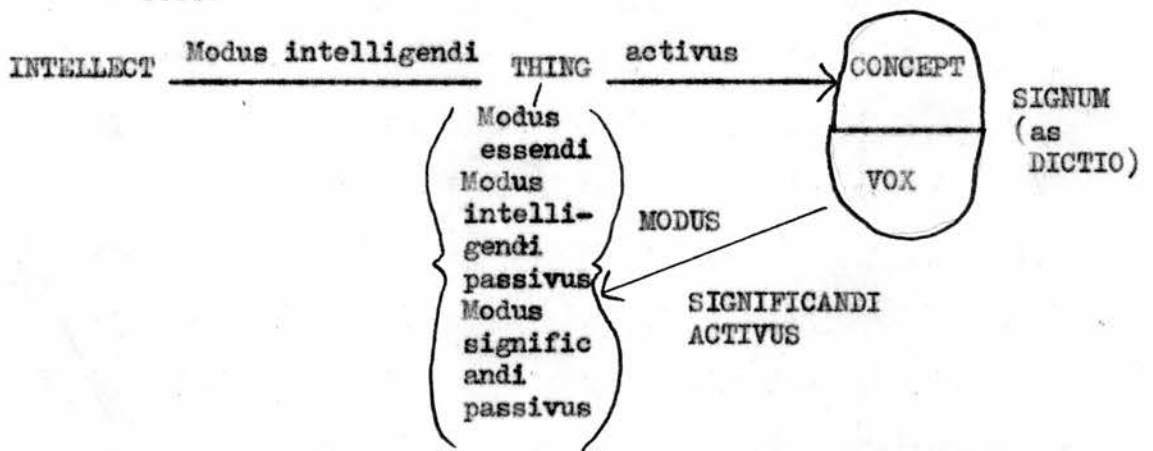 INTELLECT Modus intelligendi THING activus CONCEPT
Modus
essendi
Modus
intelli-
gendi
passivus
Modus
signific
andi
passivus
MODUS
SIGNIFICANDI
ACTIVUS
VOX
SIGNUM
(as
DICTIO)